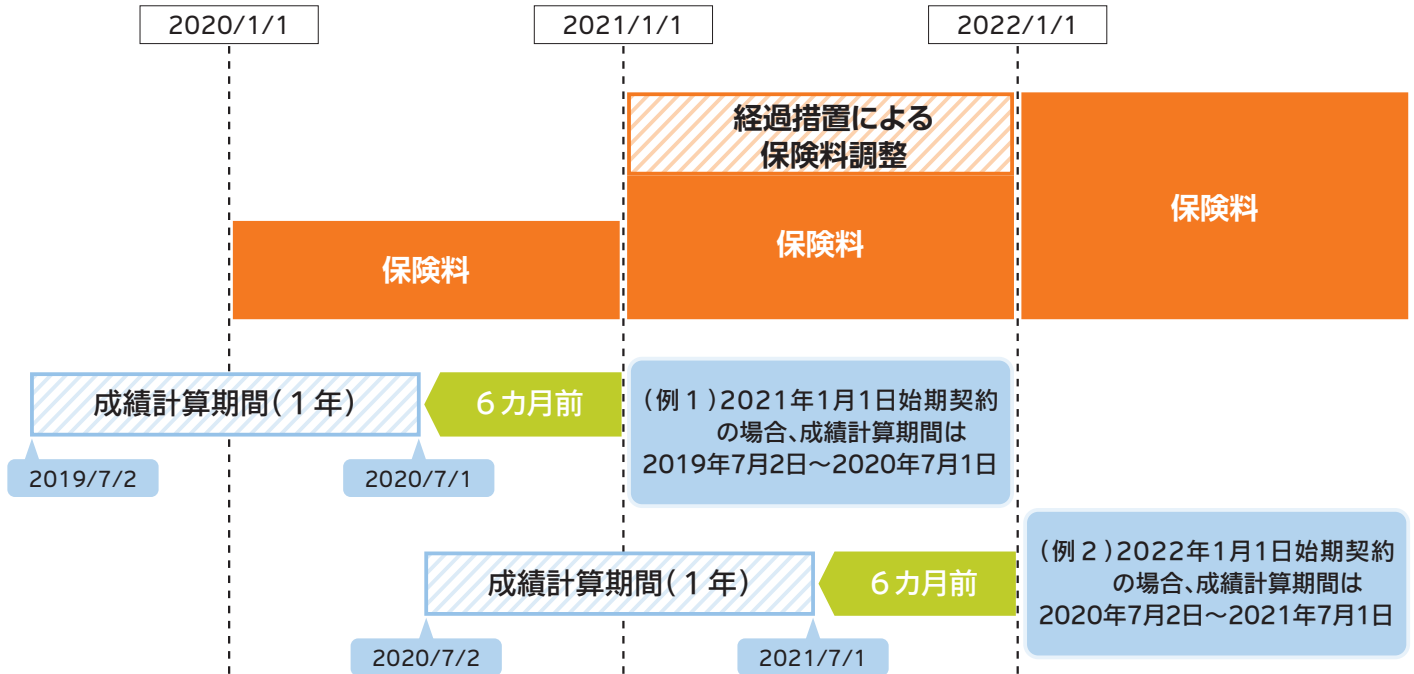 2020/1/1
2021/1/1
2022/1/1
経過措置による
保険料調整
保険料
保険料
保険料
成績計算期間(1年)
6カ月前
2019/7/2
2020/7/1
(例1)2021年1月1日始期契約
の場合、成績計算期間は
2019年7月2日～2020年7月1日
成績計算期間(1年)
6カ月前
2020/7/2
2021/7/1
(例2)2022年1月1日始期契約
の場合、成績計算期間は
2020年7月2日～2021年7月1日